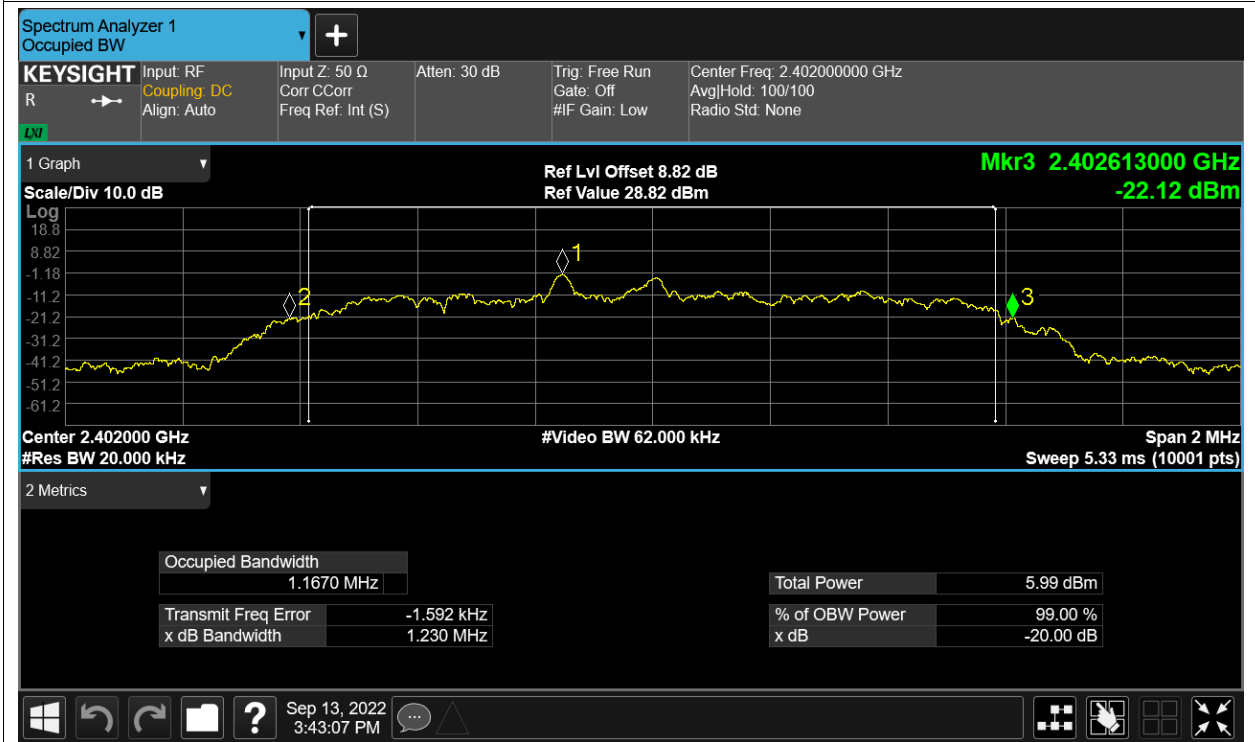 Spectrum Analyzer 1
Occupied BW
KEYSIGHT
R
LXI
Input: RF
Coupling: DC
Align: Auto
Input Z: 50 Ω
Corr CCorr
Freq Ref: Int (S)
Atten: 30 dB
Trig: Free Run
Gate: Off
#IF Gain: Low
Center Freq: 2.402000000 GHz
Avg|Hold: 100/100
Radio Std: None
1 Graph
Ref Lvl Offset 8.82 dB
Mkr3 2.402613000 GHz
Scale/Div 10.0 dB
Ref Value 28.82 dBm
-22.12 dBm
Log
18.8
8.82
-1.18
-11.2
-21.2
-31.2
-41.2
-51.2
-61.2
1
2
3
Center 2.402000 GHz
#Video BW 62.000 kHz
Span 2 MHz
#Res BW 20.000 kHz
Sweep 5.33 ms (10001 pts)
2 Metrics
Occupied Bandwidth
1.1670 MHz
Total Power 5.99 dBm
Transmit Freq Error -1.592 kHz
% of OBW Power 99.00 %
x dB Bandwidth 1.230 MHz
x dB -20.00 dB
?
Sep 13, 2022
3:43:07 PM